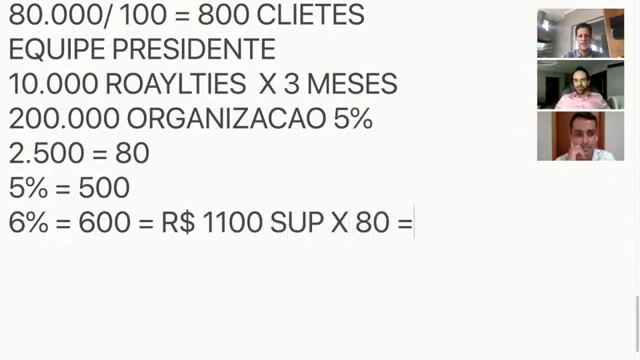 80.000/ 100 = 800 CLIETES
EQUIPE PRESIDENTE
10.000 ROAYLTIES X 3 MESES
200.000 ORGANIZACAO 5%
2.500 = 80
5% = 500
6% = 600 = R$ 1100 SUP X 80 =